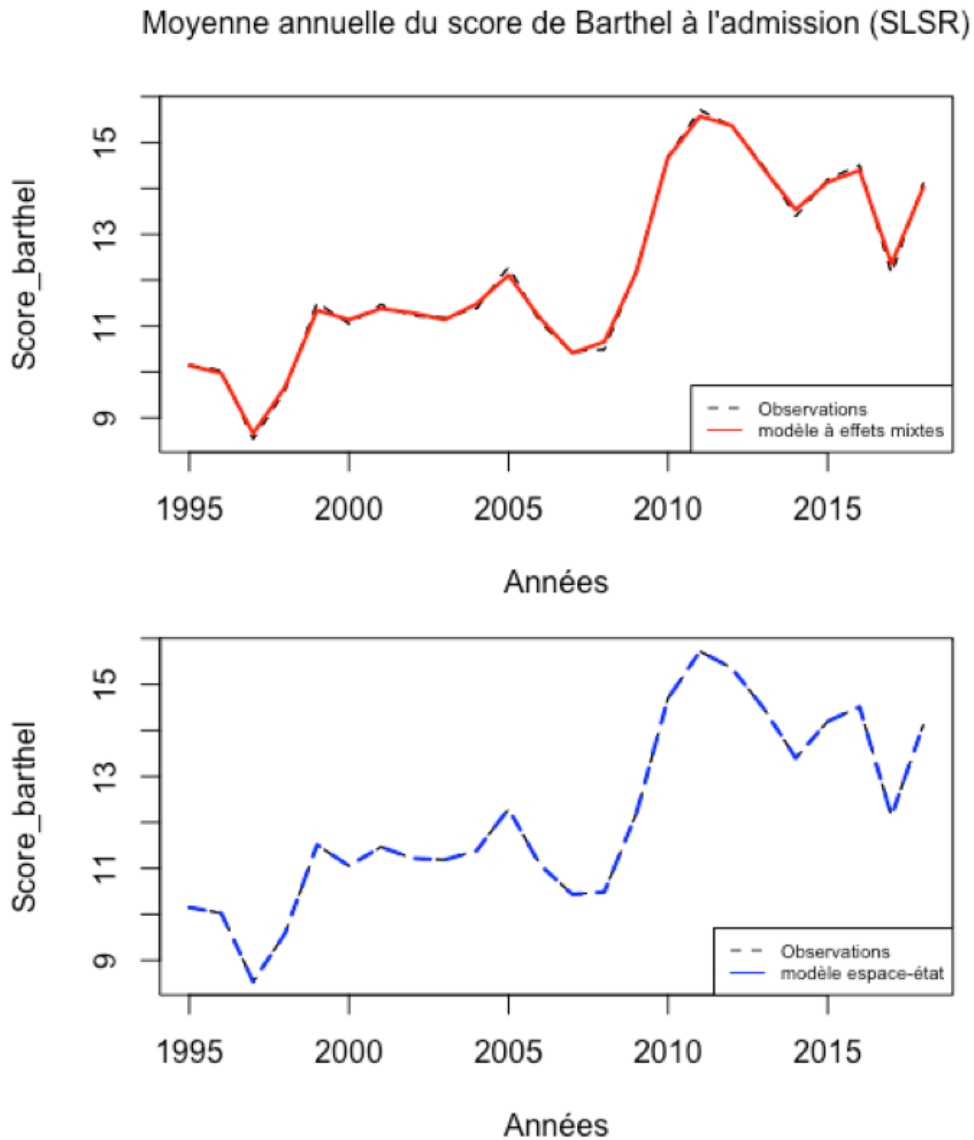 Moyenne annuelle du score de Barthel à l'admission (SLSR)
Score_barthel
15
13
11
9
Observations
modèle à effets mixtes
1995 2000 2005 2010 2015
Années
Score_barthel
15
13
11
9
Observations
modèle espace-état
1995 2000 2005 2010 2015
Années